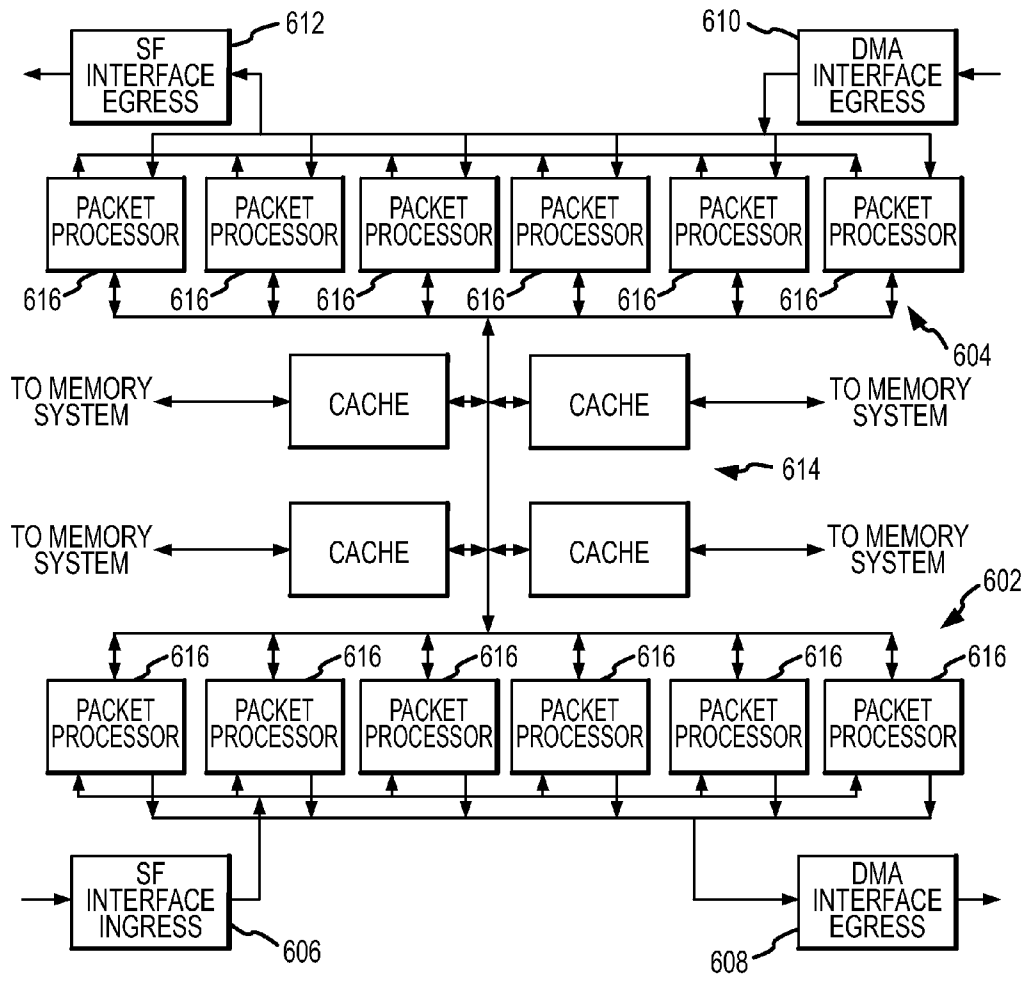 612
610
SF
INTERFACE
EGRESS
DMA
INTERFACE
EGRESS
PACKET
PROCESSOR
PACKET
PROCESSOR
PACKET
PROCESSOR
PACKET
PROCESSOR
PACKET
PROCESSOR
PACKET
PROCESSOR
616
616
616
616
616
616
604
TO MEMORY
SYSTEM
CACHE
CACHE
TO MEMORY
SYSTEM
614
TO MEMORY
SYSTEM
CACHE
CACHE
TO MEMORY
SYSTEM
602
616
616
616
616
616
616
PACKET
PROCESSOR
PACKET
PROCESSOR
PACKET
PROCESSOR
PACKET
PROCESSOR
PACKET
PROCESSOR
PACKET
PROCESSOR
SF
INTERFACE
INGRESS
606
DMA
INTERFACE
EGRESS
608